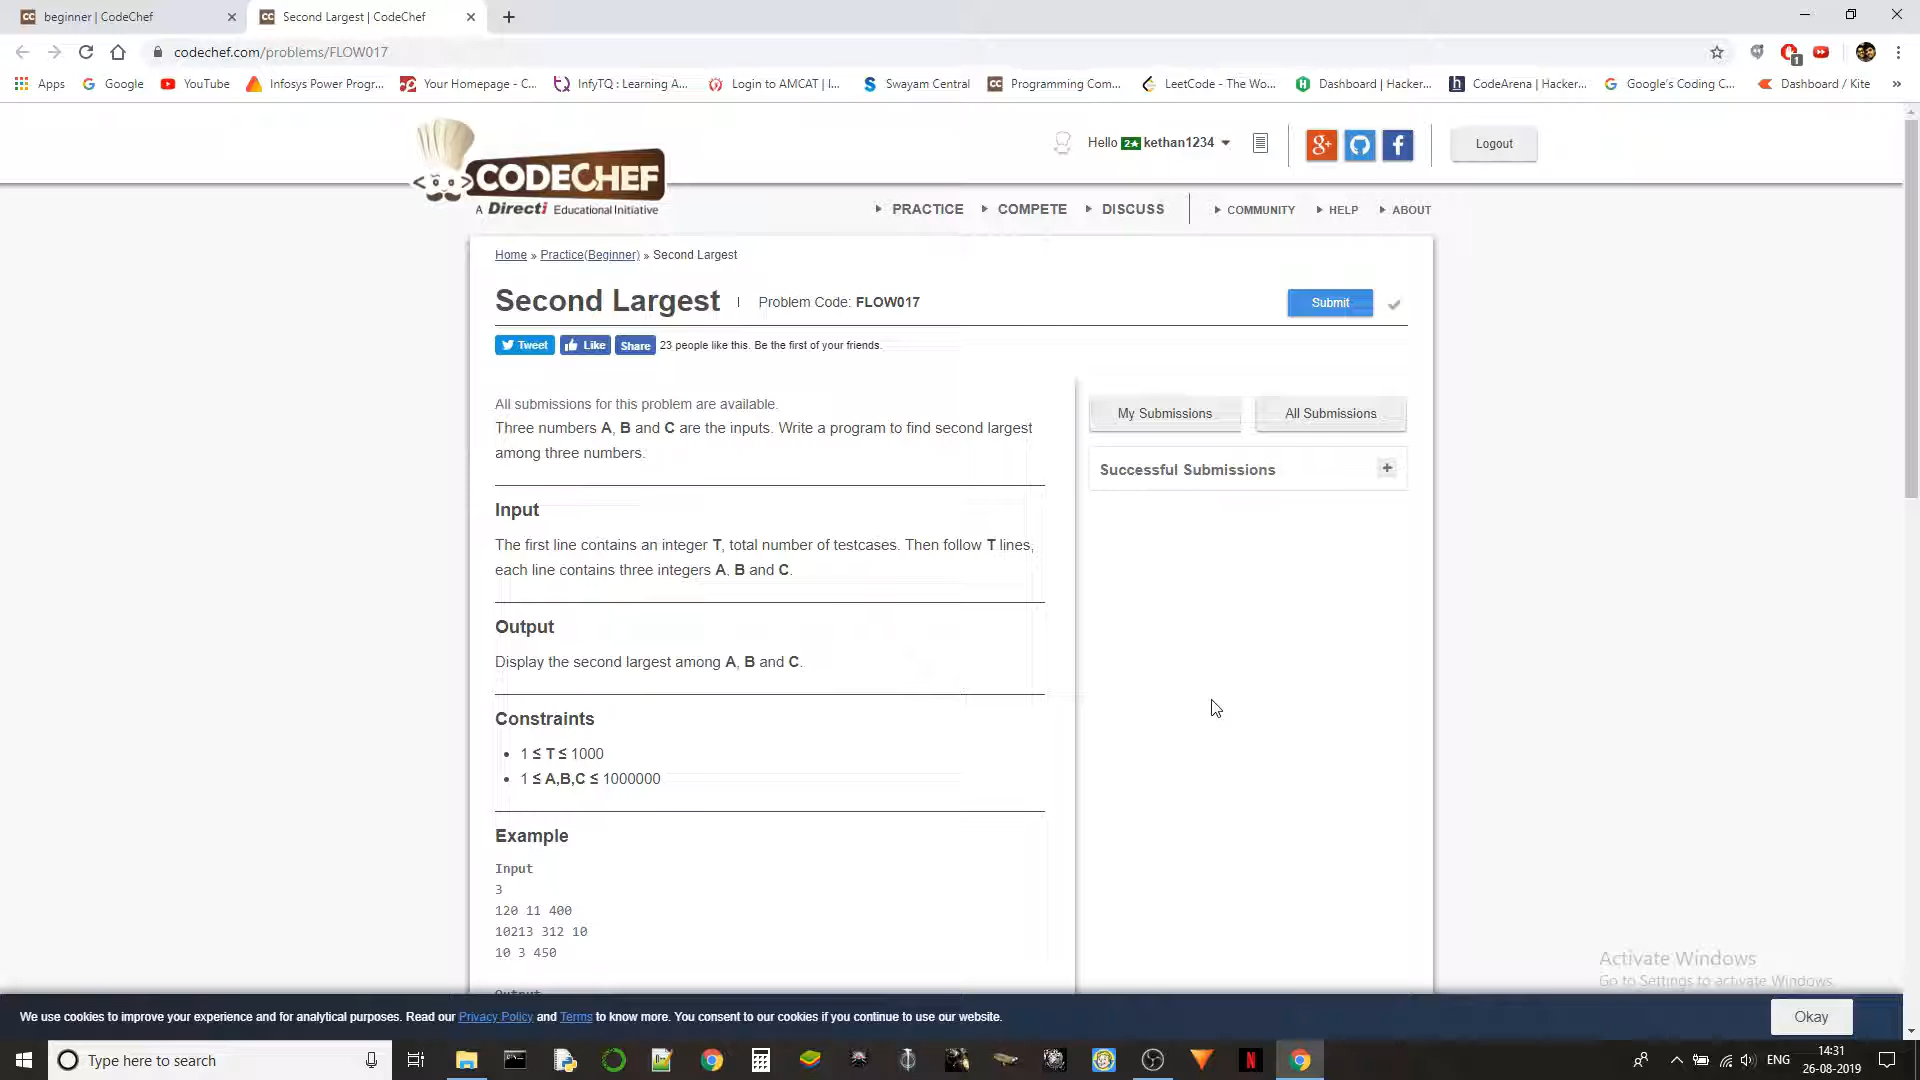 beginner | CodeChef
Second Largest | CodeChef
codechef.com/problems/FLOW017
Apps
Google
YouTube
Infosys Power Progr...
Your Homepage - C...
InfyTQ : Learning A...
Login to AMCAT | I...
Swayam Central
Programming Com...
LeetCode - The Wo...
Dashboard | Hacker...
CodeArena | Hacker...
Google's Coding C...
Dashboard / Kite
»
CODECHEF
A Directi Educational Initiative
Hello 2★ kethan1234
Logout
PRACTICE
COMPETE
DISCUSS
COMMUNITY
HELP
ABOUT
Home » Practice(Beginner) » Second Largest
Second Largest
Problem Code: FLOW017
Submit
Tweet
Like
Share
23 people like this. Be the first of your friends.
All submissions for this problem are available.
Three numbers A, B and C are the inputs. Write a program to find second largest
among three numbers.
My Submissions
All Submissions
Successful Submissions
+
Input
The first line contains an integer T, total number of testcases. Then follow T lines,
each line contains three integers A, B and C.
Output
Display the second largest among A, B and C.
Constraints
• 1 ≤ T ≤ 1000
• 1 ≤ A,B,C ≤ 1000000
Example
Input
3
120 11 400
10213 312 10
10 3 450
Output
Activate Windows
Go to Settings to activate Windows.
We use cookies to improve your experience and for analytical purposes. Read our Privacy Policy and Terms to know more. You consent to our cookies if you continue to use our website.
Okay
Type here to search
ENG
14:31
26-08-2019